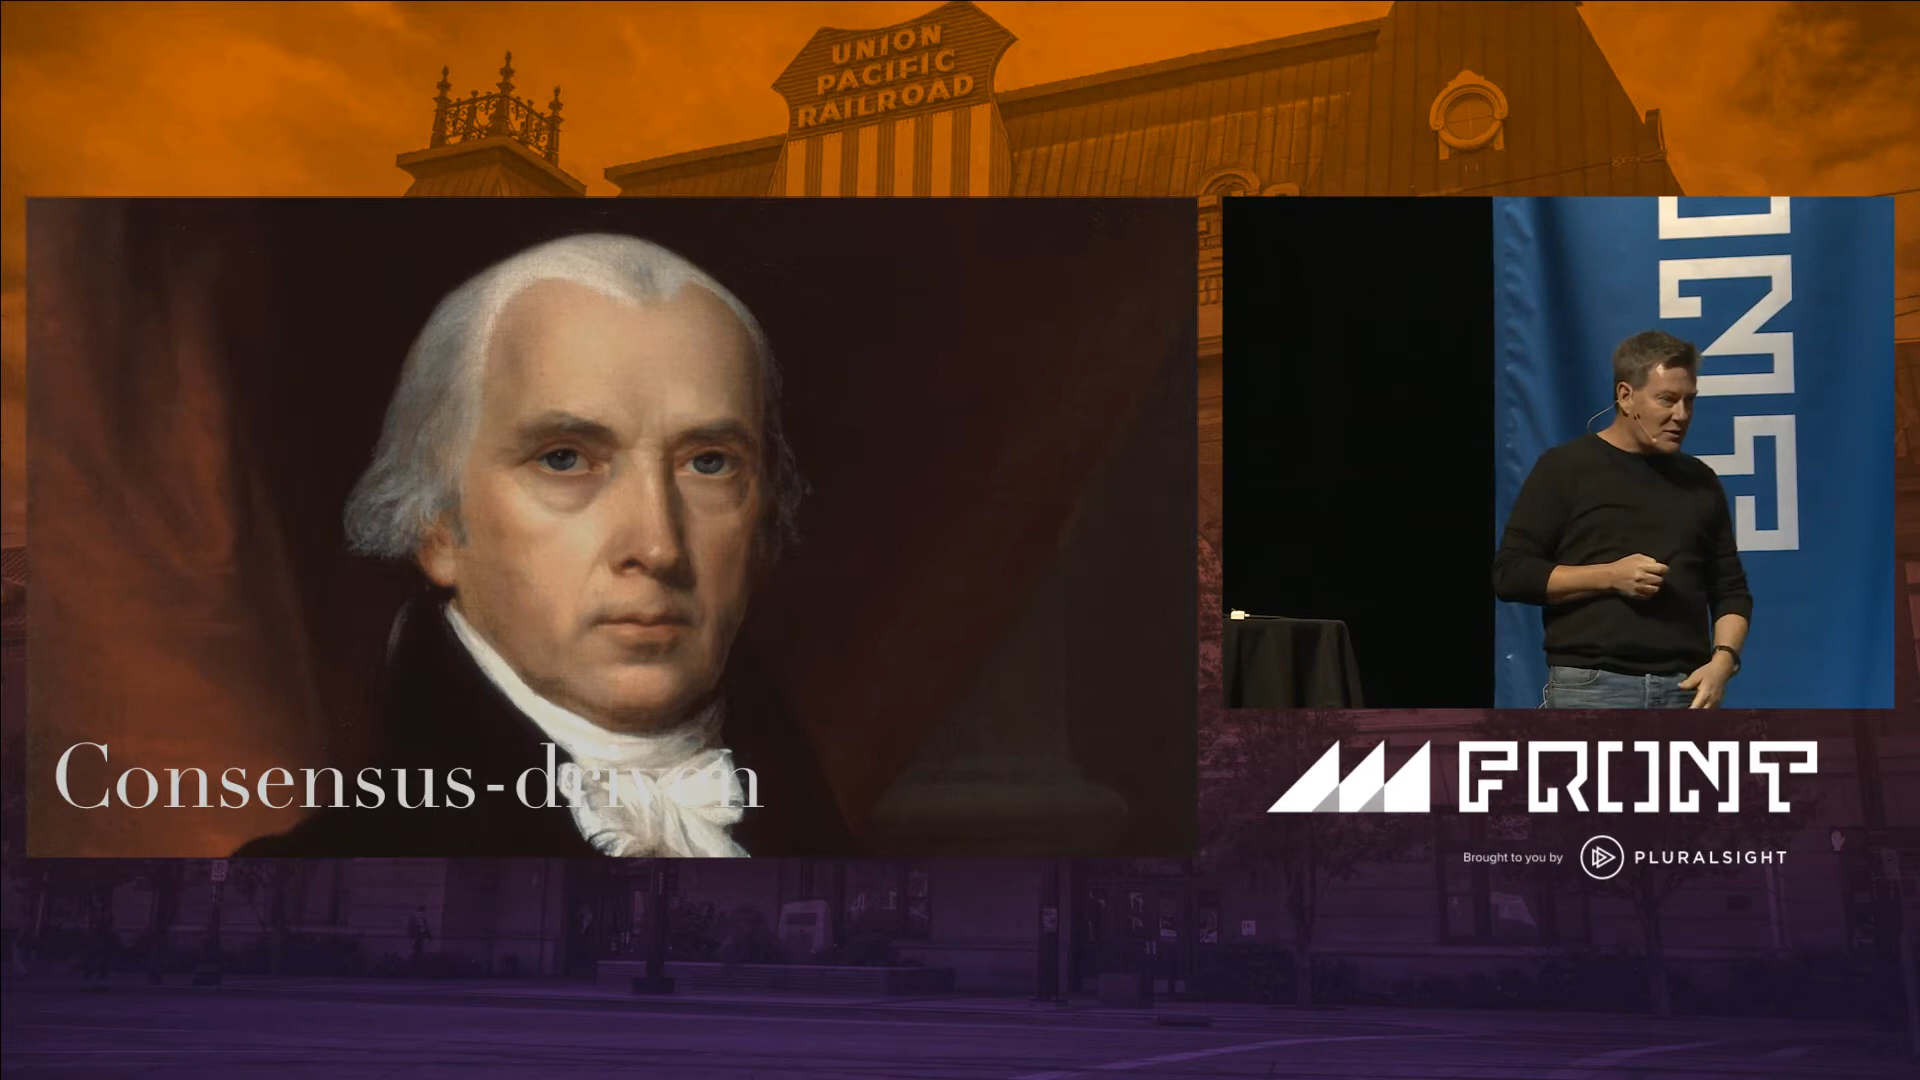 UNION
PACIFIC
RAILROAD
Consensus-driven
FRONT
Brought to you by PLURALSIGHT